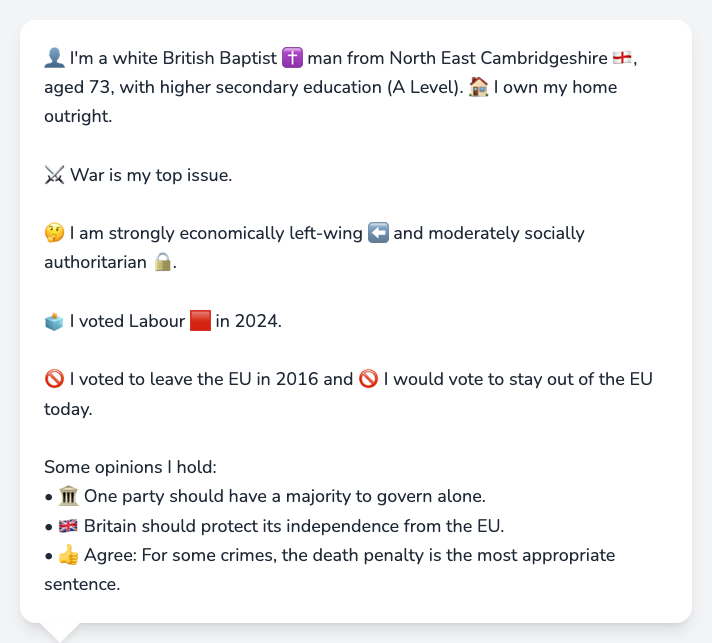 👤 I'm a white British Baptist ✝️ man from North East Cambridgeshire 🏴󠁧󠁢󠁥󠁮󠁧󠁿,
aged 73, with higher secondary education (A Level). 🏠 I own my home
outright.
⚔️ War is my top issue.
🤔 I am strongly economically left-wing ⬅️ and moderately socially
authoritarian 🔒.
🗳️ I voted Labour 🟥 in 2024.
🚫 I voted to leave the EU in 2016 and 🚫 I would vote to stay out of the EU
today.
Some opinions I hold:
• 🏛️ One party should have a majority to govern alone.
• 🇬🇧 Britain should protect its independence from the EU.
• 👍 Agree: For some crimes, the death penalty is the most appropriate
sentence.